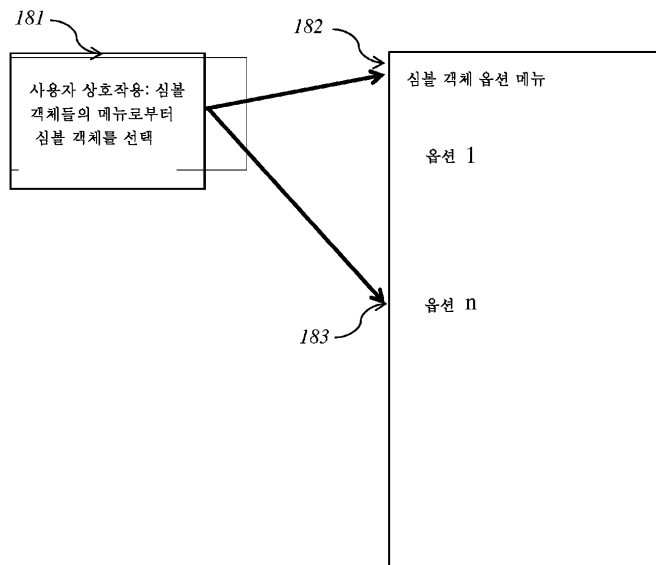 181
사용자 상호작용: 심볼
객체들의 메뉴로부터
심볼 객체를 선택
182
심볼 객체 옵션 메뉴
옵션 1
옵션 n
183